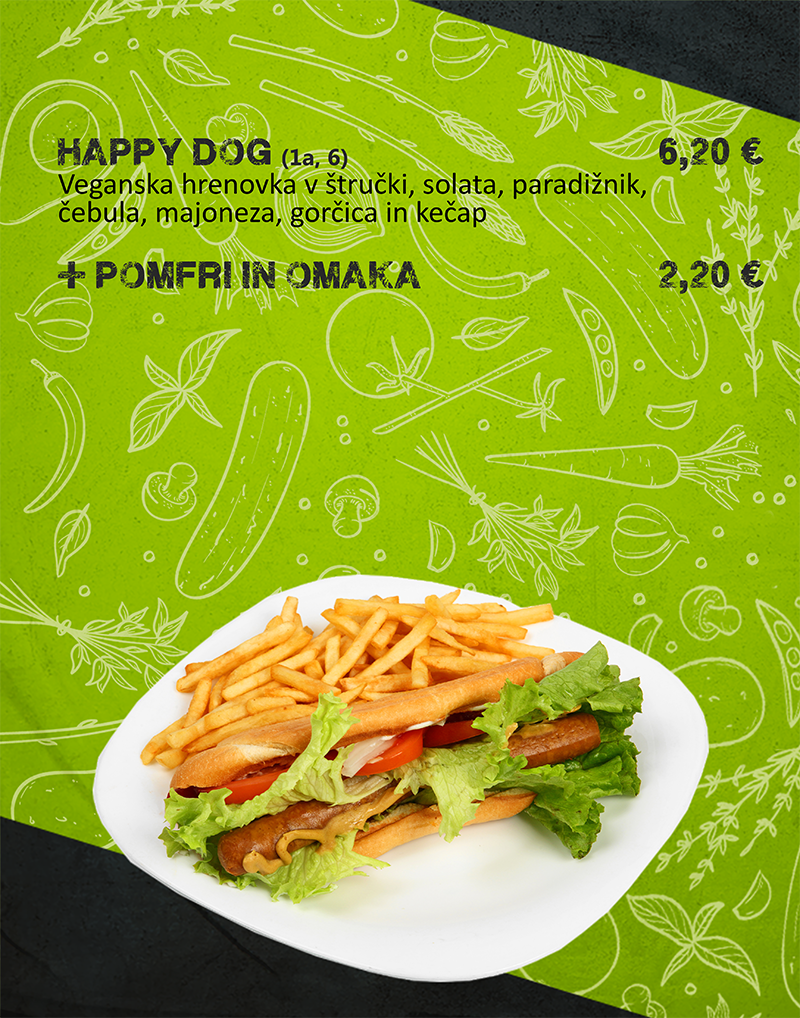 HAPPY DOG (1a, 6) 6,20 €
Veganska hrenovka v štručki, solata, paradižnik,
čebula, majoneza, gorčica in kečap
+ POMFRI IN OMAKA 2,20 €